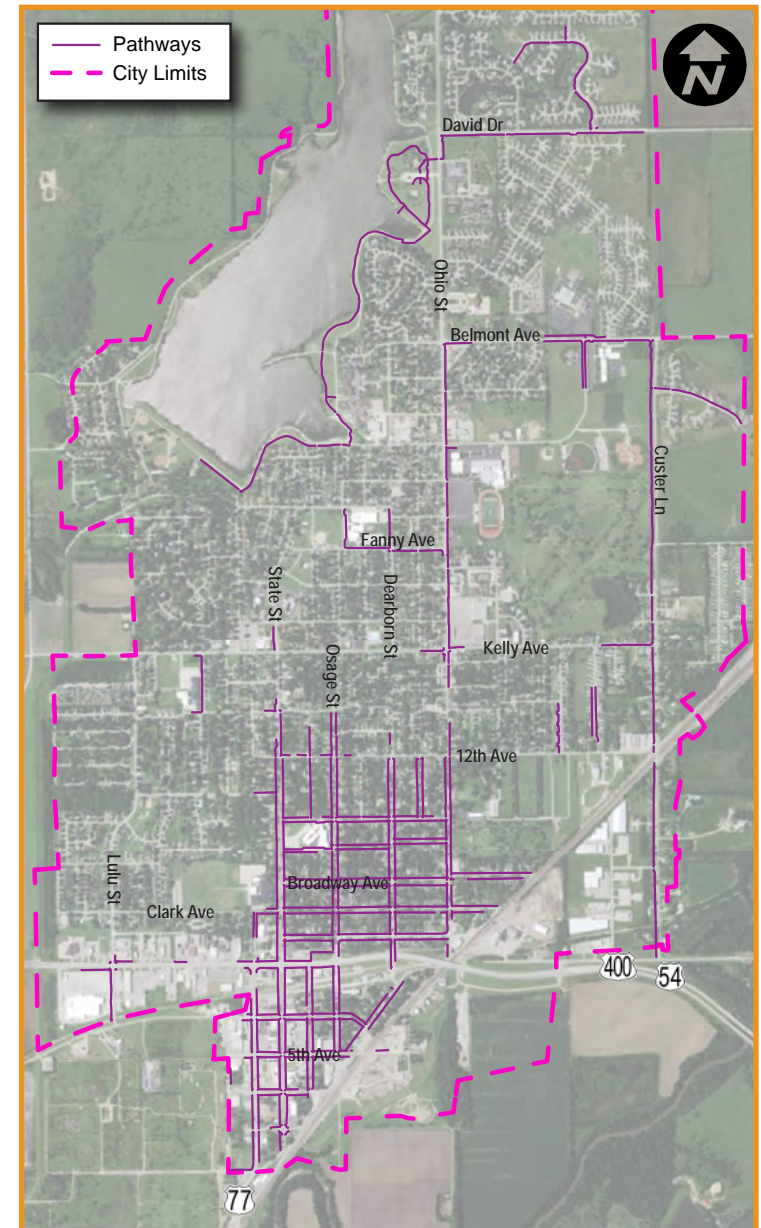 Pathways
City Limits
N
David Dr
Ohio St
Belmont Ave
Custer Ln
Fanny Ave
State St
Dearborn St
Osage St
Kelly Ave
12th Ave
Lulu St
Broadway Ave
Clark Ave
400
54
5th Ave
77